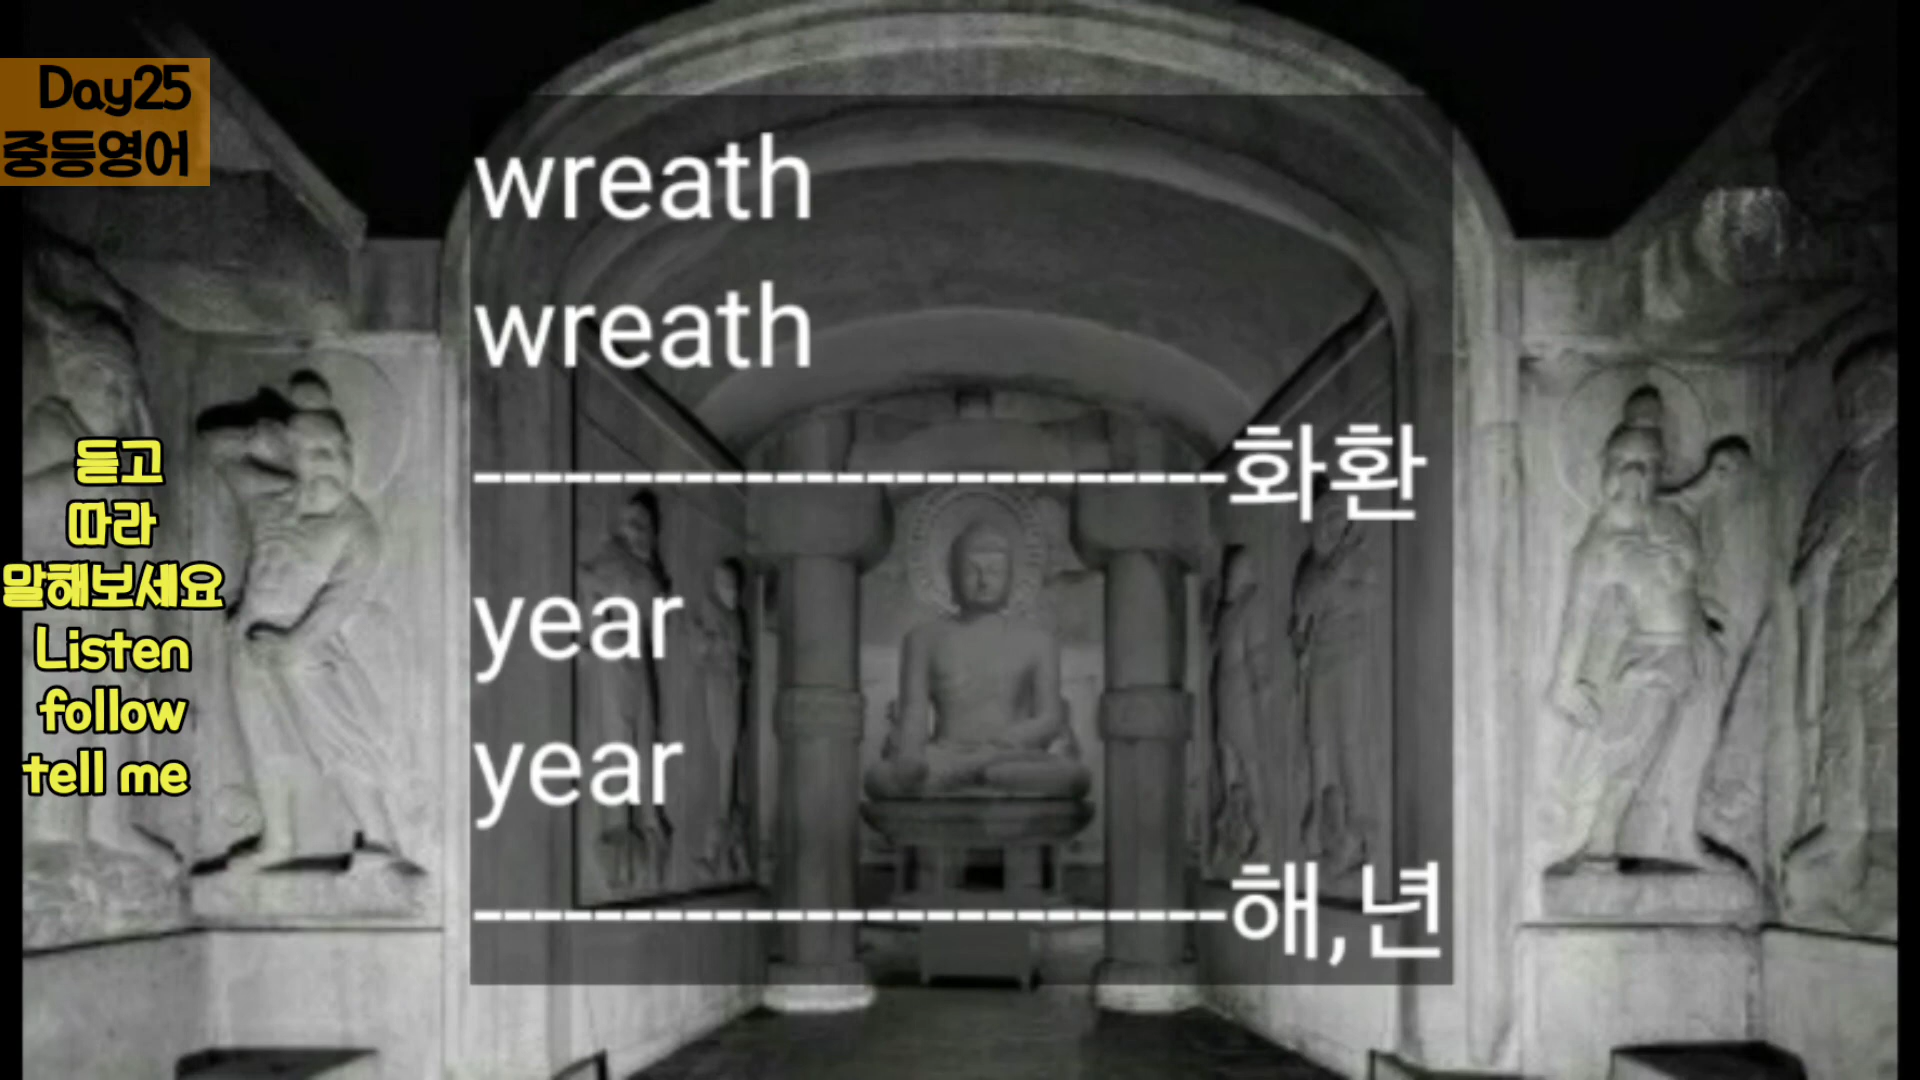 Day25
중등영어
듣고
따라
말해보세요
Listen
follow
tell me
wreath
wreath
-------------------------화환
year
year
-------------------------해,년